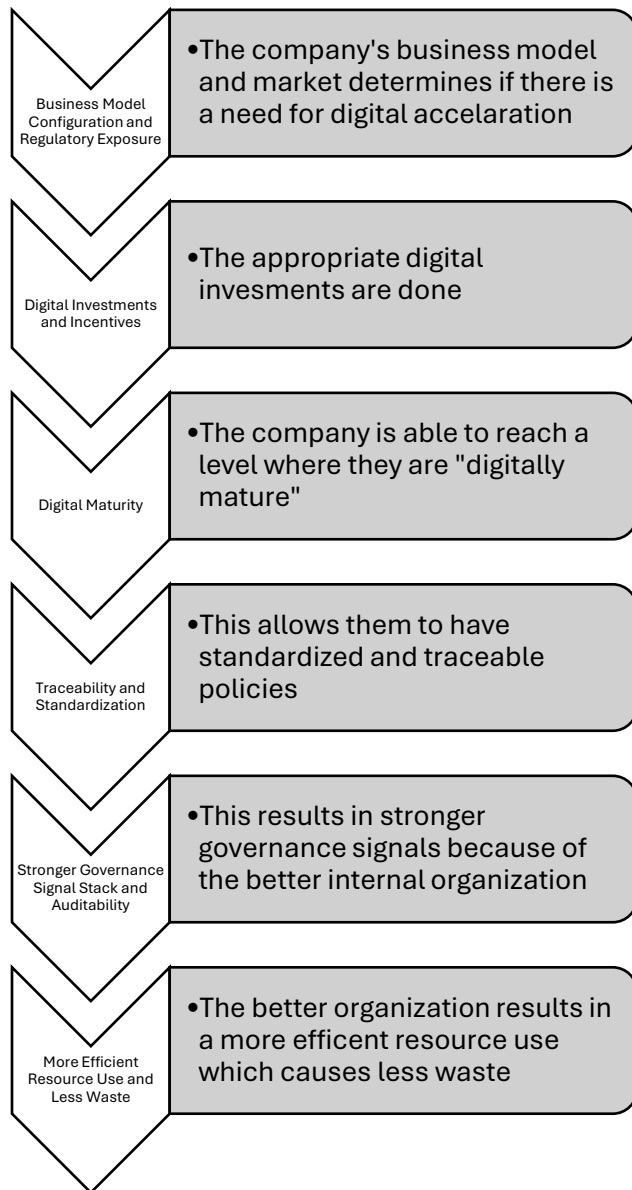 Business Model
Configuration and
Regulatory Exposure
•The company's business model
and market determines if there is
a need for digital accelaration
Digital Investments
and Incentives
•The appropriate digital
invesments are done
Digital Maturity
•The company is able to reach a
level where they are "digitally
mature"
Traceability and
Standardization
•This allows them to have
standardized and traceable
policies
Stronger Governance
Signal Stack and
Auditability
•This results in stronger
governance signals because of
the better internal organization
More Efficient
Resource Use and
Less Waste
•The better organization results in
a more efficent resource use
which causes less waste